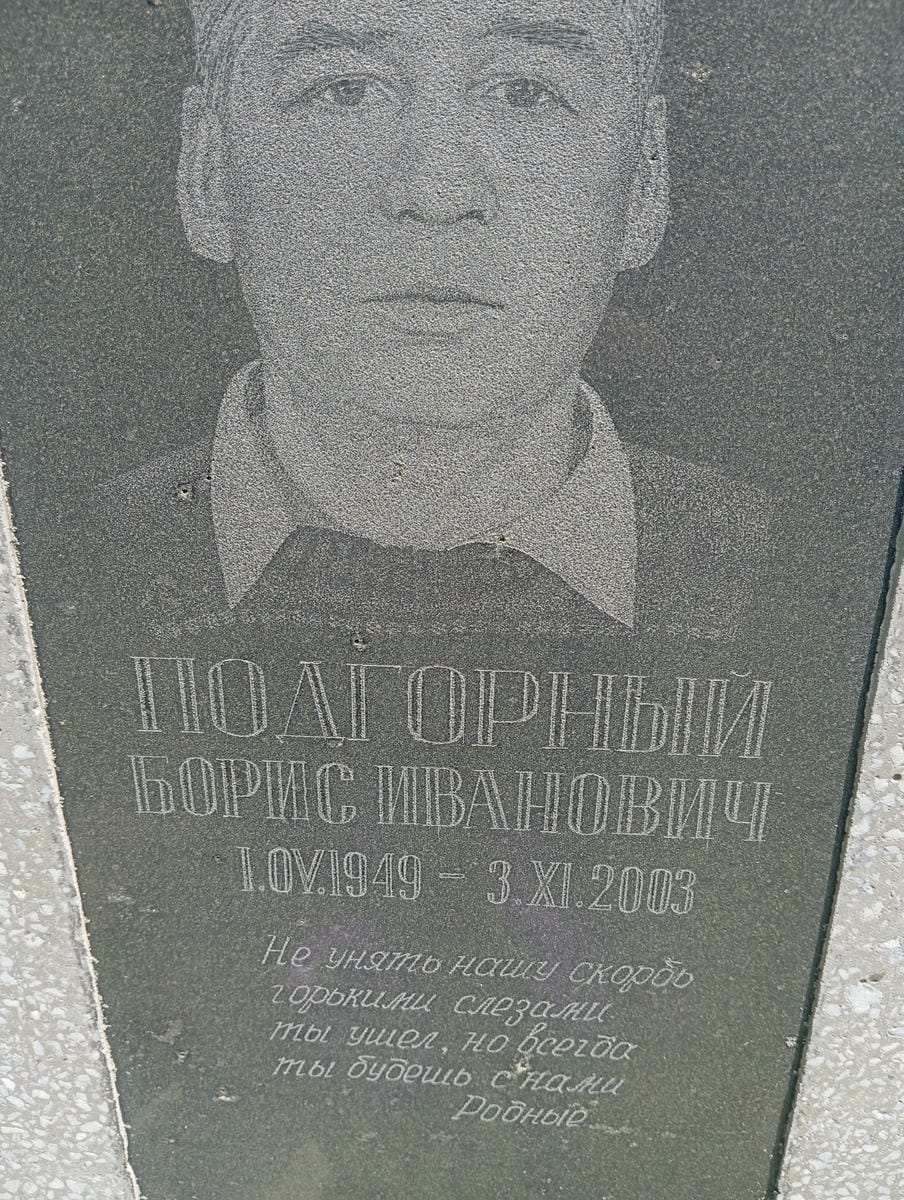 ПОДГОРНЫЙ
БОРИС ИВАНОВИЧ
1.0V.1949 – 3.XI.2003
Не унять нашу скорбь
горькими слезами
ты ушел, но всегда
ты будешь с нами
Родные